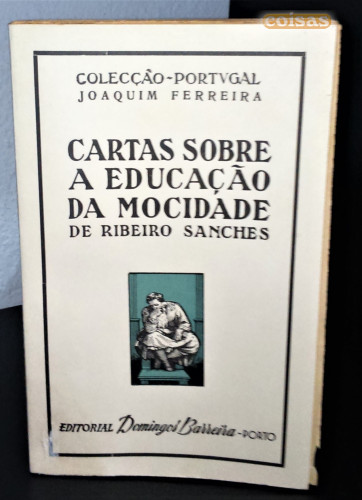 coisas
COLECÇÃO-PORTVGAL
JOAQUIM FERREIRA
CARTAS SOBRE
A EDUCAÇÃO
DA MOCIDADE
DE RIBEIRO SANCHES
EDITORIAL Domingos Barreira-PORTO